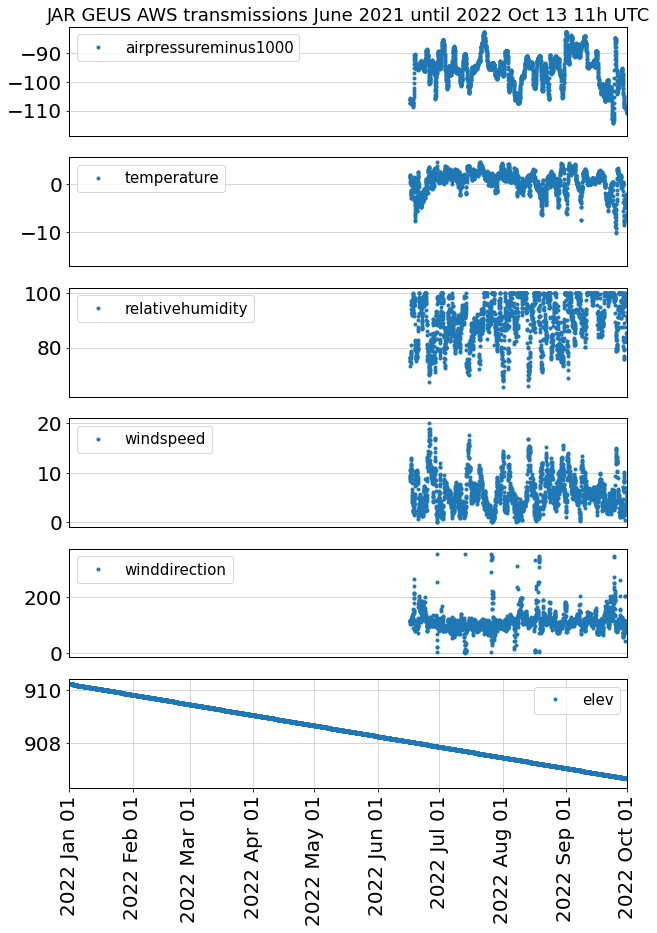 JAR GEUS AWS transmissions June 2021 until 2022 Oct 13 11h UTC
−90
−100
−110
airpressureminus1000
0
−10
temperature
100
80
relativehumidity
20
10
0
windspeed
200
0
winddirection
910
908
elev
2022 Jan 01
2022 Feb 01
2022 Mar 01
2022 Apr 01
2022 May 01
2022 Jun 01
2022 Jul 01
2022 Aug 01
2022 Sep 01
2022 Oct 01